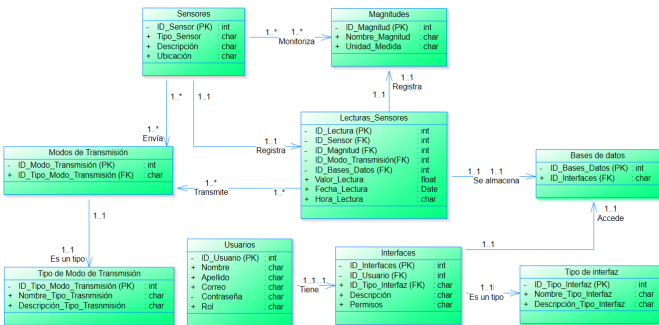 Sensores
- ID_Sensor (PK) : int
+ Tipo_Sensor : char
+ Descripción : char
+ Ubicación : char
1..* 1..*
Monitoriza
Magnitudes
- ID_Magnitud (PK) : int
+ Nombre_Magnitud : char
+ Unidad_Medida : char
1..1
Registra
1..1
1..* 1..1
1..*
Envía
1..1
Registra
Lecturas_Sensores
- ID_Lectura (PK) : int
- ID_Sensor (FK) : int
- ID_Magnitud (FK) : int
- ID_Modo_Transmisión(FK) : int
- ID_Bases_Datos (FK) : int
+ Valor_Lectura : float
+ Fecha_Lectura : Date
+ Hora_Lectura : char
Modos de Transmisión
- ID_Modo_Transmisión (PK) : int
+ ID_Tipo_Modo_Transmisión (FK) : char
1..*
Transmite
1..*
1..1 1..1
Se almacena
Bases de datos
- ID_Bases_Datos (PK) : int
+ ID_Interfaces (FK) : char
1..1
Accede
1..1
1..1
1..1
Es un tipo
Tipo de Modo de Transmisión
- ID_Tipo_Modo_Transmisión (PK) : int
+ Nombre_Tipo_Trasnmisión : char
+ Descripción_Tipo_Trasnmisión : char
Usuarios
- ID_Usuario (PK) : int
+ Nombre : char
+ Apellido : char
+ Correo : char
- Contraseña : char
+ Rol : char
1..1 1..1
Tiene
Interfaces
- ID_Interfaces (PK) : int
- ID_Usuario (FK) : int
+ ID_Tipo_Interfaz (FK) : char
+ Descripción : char
+ Permisos : char
1..1
Es un tipo
Tipo de interfaz
- ID_Tipo_Interfaz (PK) : int
+ Nombre_Tipo_Interfaz : char
+ Descripción_Tipo_Interfaz : char